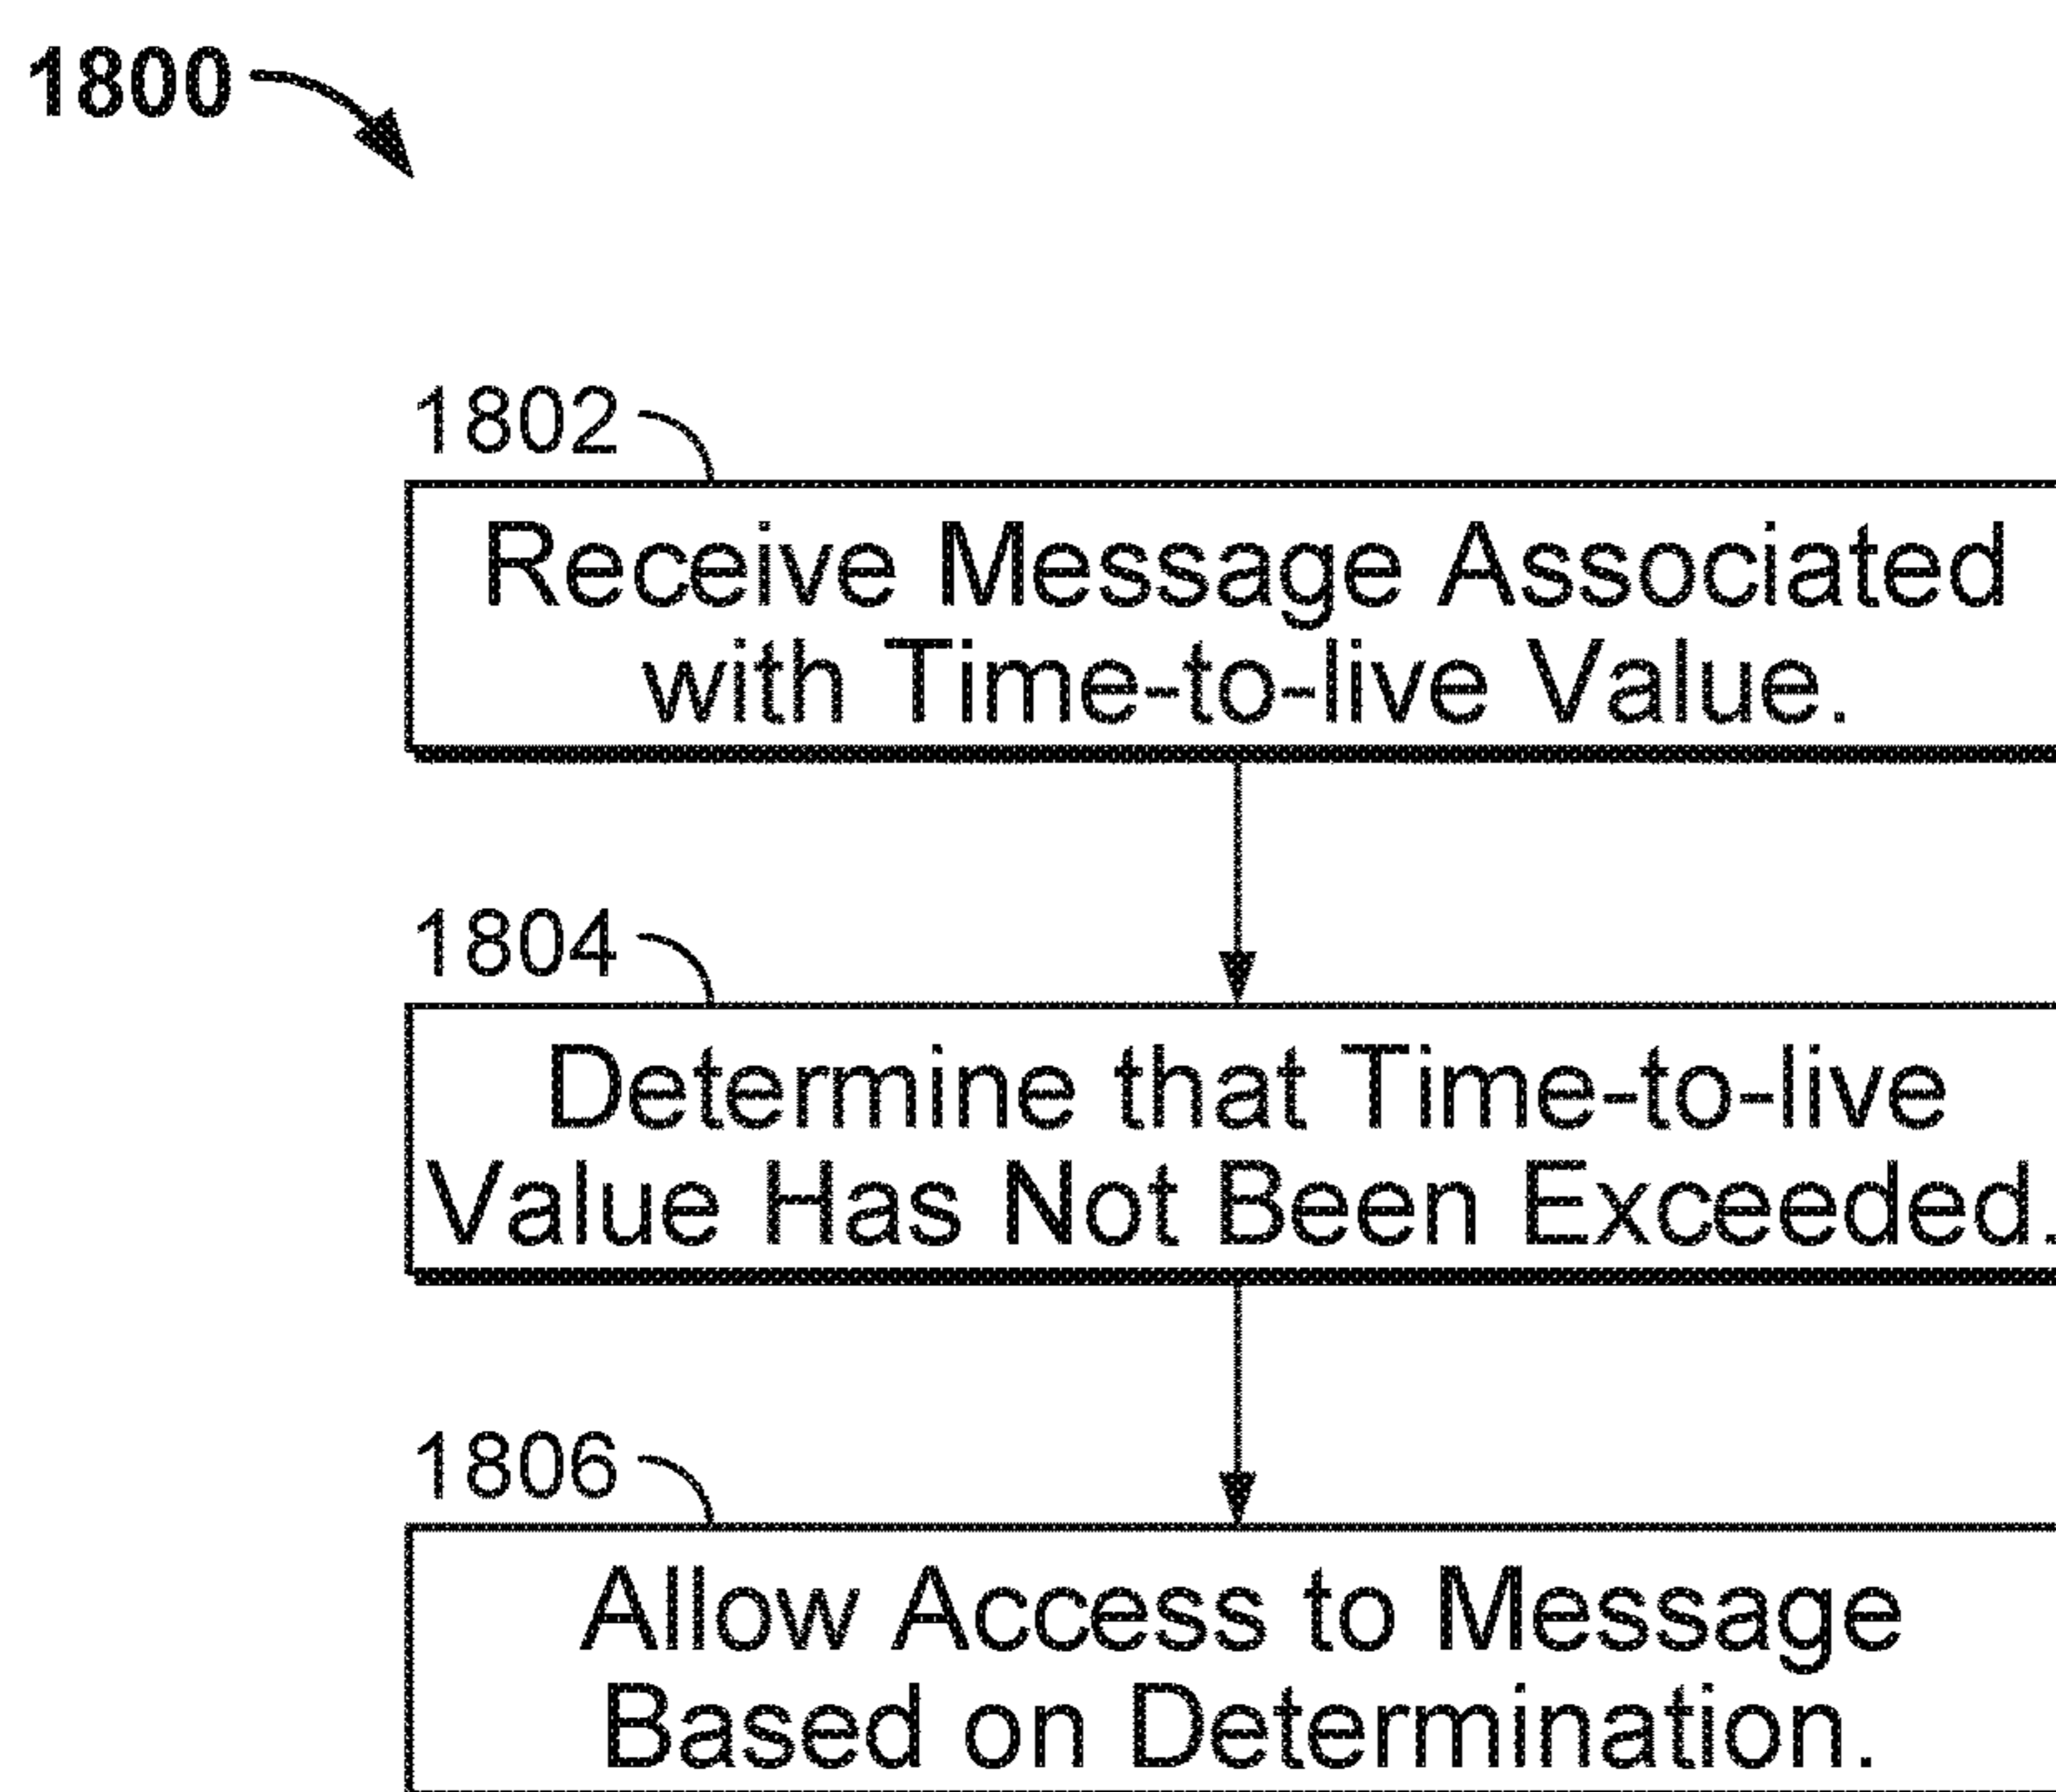 1800
1802
Receive Message Associated
with Time-to-live Value.
1804
Determine that Time-to-live
Value Has Not Been Exceeded.
1806
Allow Access to Message
Based on Determination.